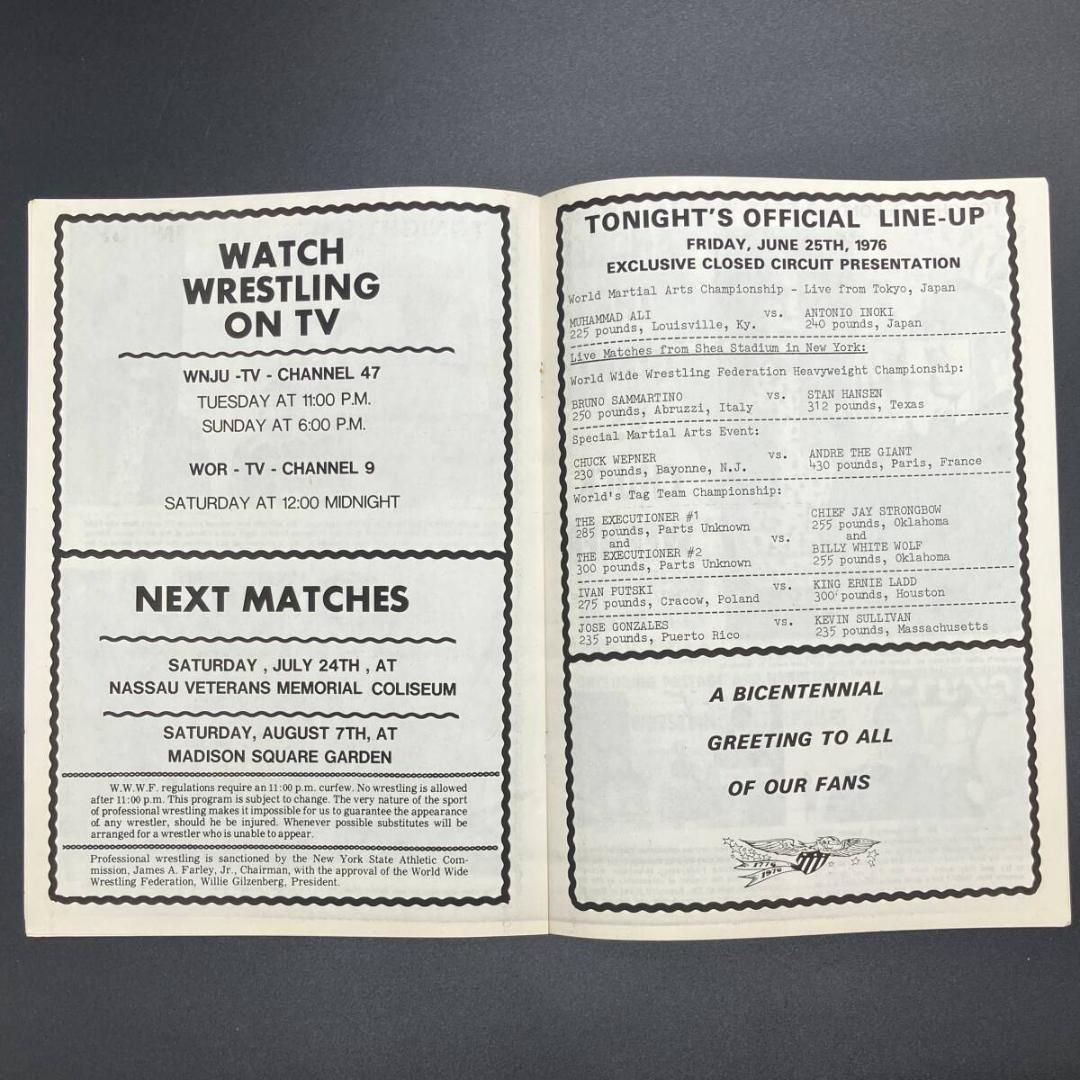 WATCH
WRESTLING
ON TV
WNJU -TV - CHANNEL 47
TUESDAY AT 11:00 P.M.
SUNDAY AT 6:00 P.M.
WOR - TV - CHANNEL 9
SATURDAY AT 12:00 MIDNIGHT
NEXT MATCHES
SATURDAY , JULY 24TH , AT
NASSAU VETERANS MEMORIAL COLISEUM
SATURDAY, AUGUST 7TH, AT
MADISON SQUARE GARDEN
W.W.W.F. regulations require an 11:00 p.m. curfew. No wrestling is allowed
after 11:00 p.m. This program is subject to change. The very nature of the sport
of professional wrestling makes it impossible for us to guarantee the appearance
of any wrestler, should he be injured. Whenever possible substitutes will be
arranged for a wrestler who is unable to appear.
Professional wrestling is sanctioned by the New York State Athletic Com-
mission, James A. Farley, Jr., Chairman, with the approval of the World Wide
Wrestling Federation, Willie Gilzenberg, President.
TONIGHT'S OFFICIAL LINE-UP
FRIDAY, JUNE 25TH, 1976
EXCLUSIVE CLOSED CIRCUIT PRESENTATION
World Martial Arts Championship - Live from Tokyo, Japan
MUHAMMAD ALI vs. ANTONIO INOKI
225 pounds, Louisville, Ky. 240 pounds, Japan
Live Matches from Shea Stadium in New York:
World Wide Wrestling Federation Heavyweight Championship:
BRUNO SAMMARTINO vs. STAN HANSEN
250 pounds, Abruzzi, Italy 312 pounds, Texas
Special Martial Arts Event:
CHUCK WEPNER vs. ANDRE THE GIANT
230 pounds, Bayonne, N.J. 430 pounds, Paris, France
World's Tag Team Championship:
THE EXECUTIONER #1 CHIEF JAY STRONGBOW
285 pounds, Parts Unknown 255 pounds, Oklahoma
and vs. and
THE EXECUTIONER #2 BILLY WHITE WOLF
300 pounds, Parts Unknown 255 pounds, Oklahoma
IVAN PUTSKI vs. KING ERNIE LADD
275 pounds, Cracow, Poland 300 pounds, Houston
JOSE GONZALES vs. KEVIN SULLIVAN
235 pounds, Puerto Rico 235 pounds, Massachusetts
A BICENTENNIAL
GREETING TO ALL
OF OUR FANS
1776
1976